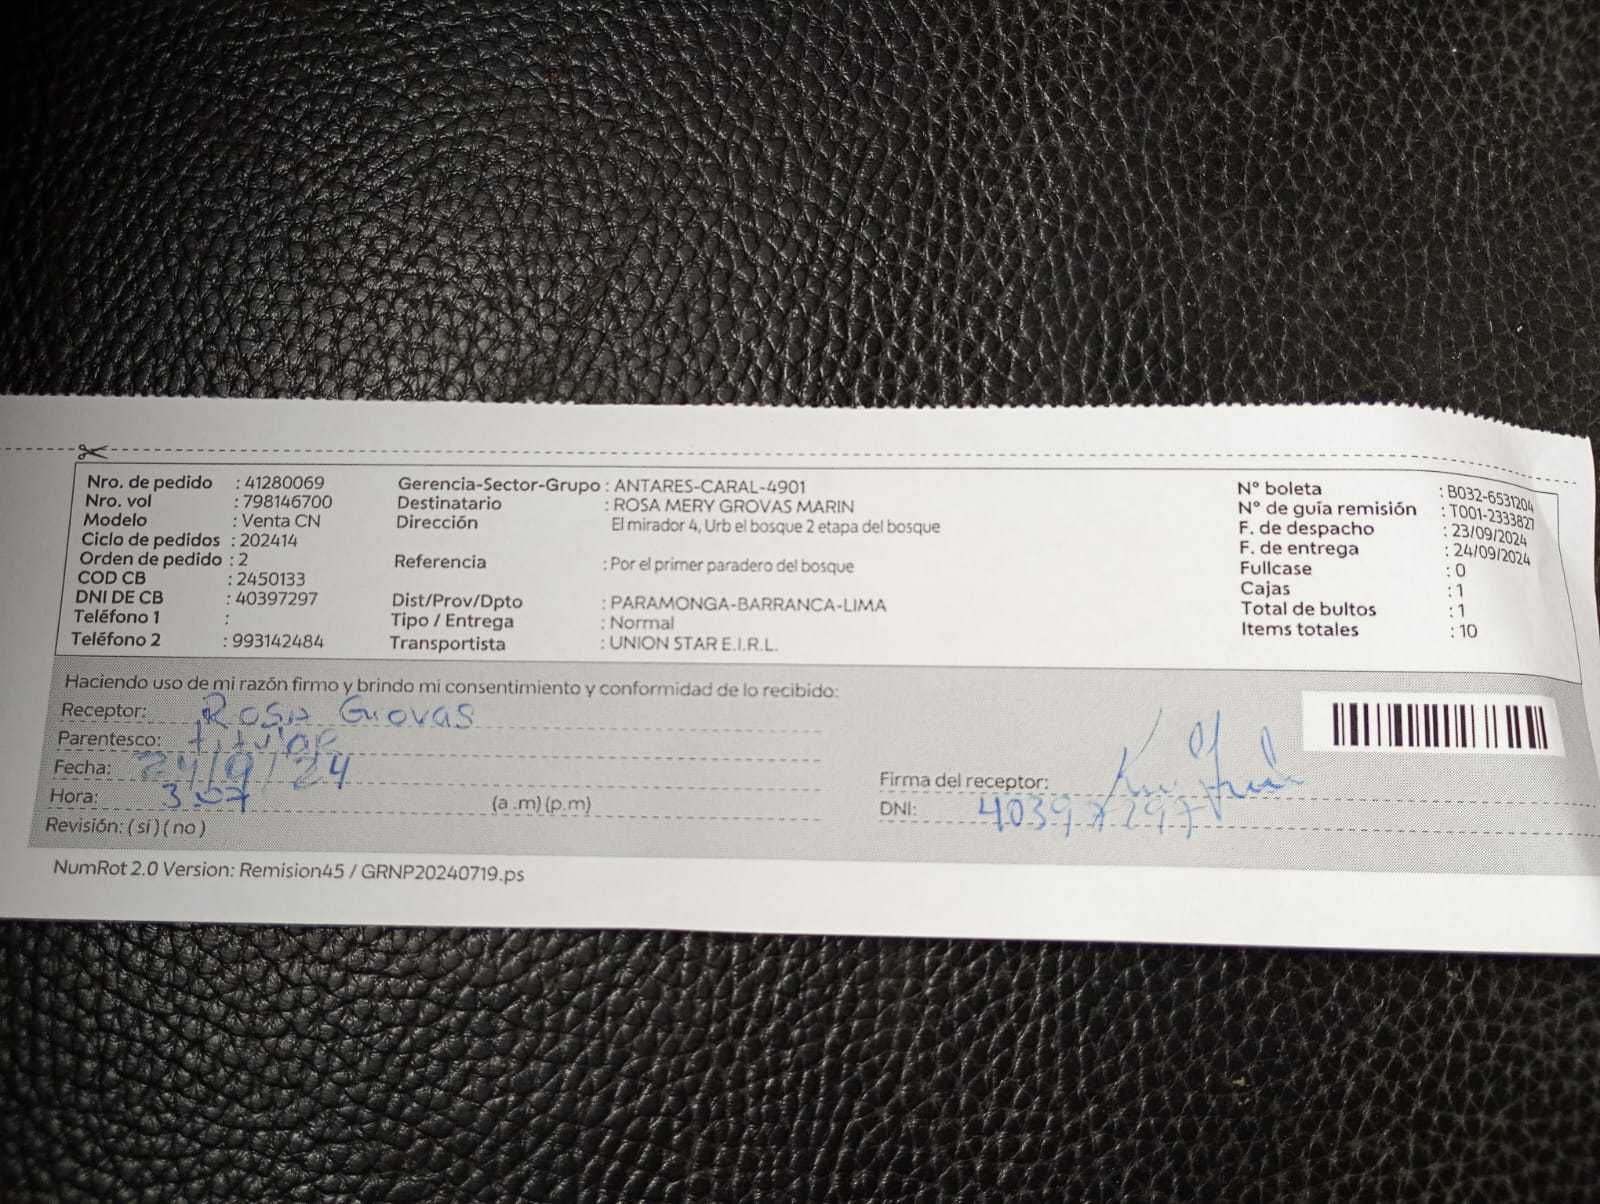 Nro. de pedido : 41280069
Nro. vol : 798146700
Modelo : Venta CN
Ciclo de pedidos : 202414
Orden de pedido : 2
COD CB : 2450133
DNI DE CB : 40397297
Teléfono 1 :
Teléfono 2 : 993142484
Gerencia-Sector-Grupo : ANTARES-CARAL-4901
Destinatario : ROSA MERY GROVAS MARIN
Dirección El mirador 4, Urb el bosque 2 etapa del bosque
Referencia : Por el primer paradero del bosque
Dist/Prov/Dpto : PARAMONGA-BARRANCA-LIMA
Tipo / Entrega : Normal
Transportista : UNION STAR E.I.R.L.
N° boleta : B032-6531204
N° de guía remisión : T001-2333827
F. de despacho : 23/09/2024
F. de entrega : 24/09/2024
Fullcase : 0
Cajas : 1
Total de bultos : 1
Items totales : 10
Haciendo uso de mi razón firmo y brindo mi consentimiento y conformidad de lo recibido:
Receptor: Rosa Grovas
Parentesco: titular
Fecha: 24/9/24
Hora: 3:07 (a .m) (p.m)
Revisión: ( si ) ( no )
Firma del receptor:
DNI: 40397297
NumRot 2.0 Version: Remision45 / GRNP20240719.ps